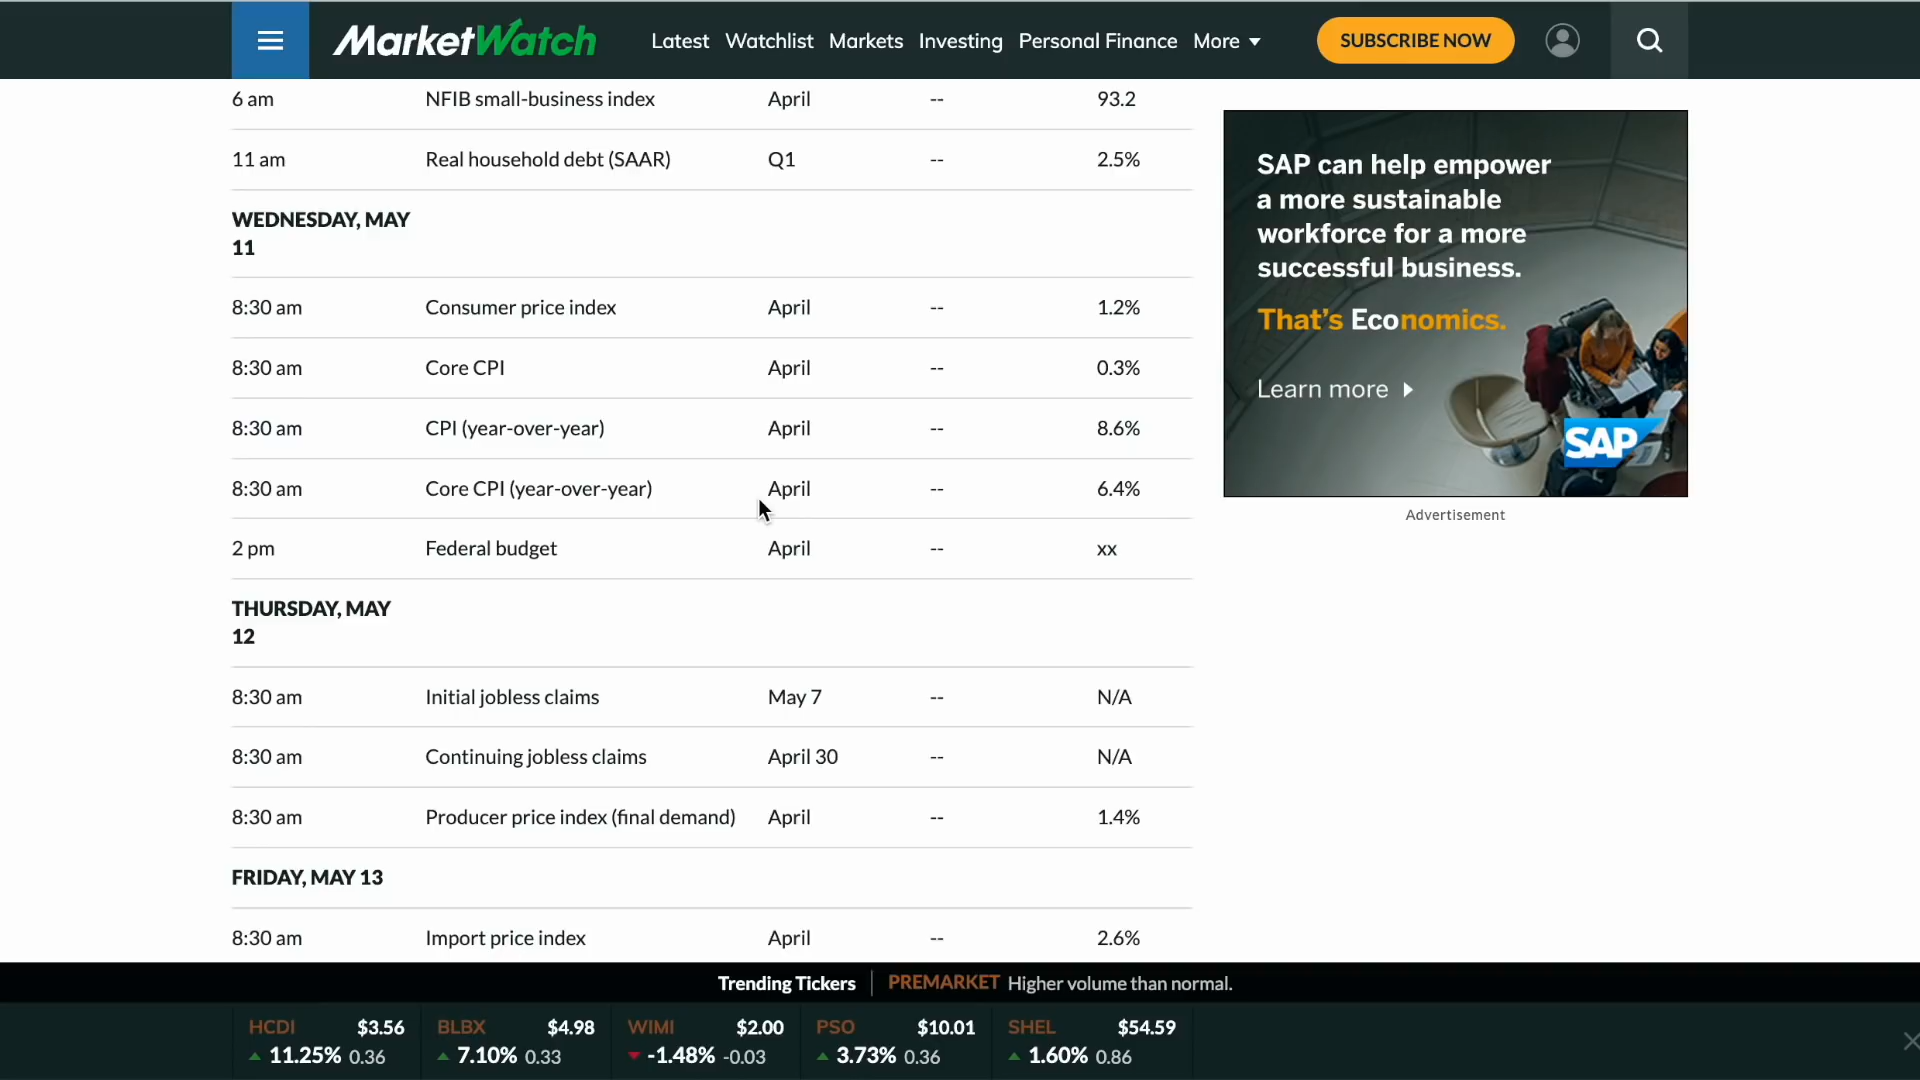 MarketWatch Latest Watchlist Markets Investing Personal Finance More SUBSCRIBE NOW
6 am NFIB small-business index April -- 93.2
11 am Real household debt (SAAR) Q1 -- 2.5%
WEDNESDAY, MAY
11
8:30 am Consumer price index April -- 1.2%
8:30 am Core CPI April -- 0.3%
8:30 am CPI (year-over-year) April -- 8.6%
8:30 am Core CPI (year-over-year) April -- 6.4%
2 pm Federal budget April -- xx
THURSDAY, MAY
12
8:30 am Initial jobless claims May 7 -- N/A
8:30 am Continuing jobless claims April 30 -- N/A
8:30 am Producer price index (final demand) April -- 1.4%
FRIDAY, MAY 13
8:30 am Import price index April -- 2.6%
SAP can help empower
a more sustainable
workforce for a more
successful business.
That's Economics.
Learn more
SAP
Advertisement
Trending Tickers PREMARKET Higher volume than normal.
HCDI $3.56 BLBX $4.98 WIMI $2.00 PSO $10.01 SHEL $54.59
11.25% 0.36 7.10% 0.33 -1.48% -0.03 3.73% 0.36 1.60% 0.86